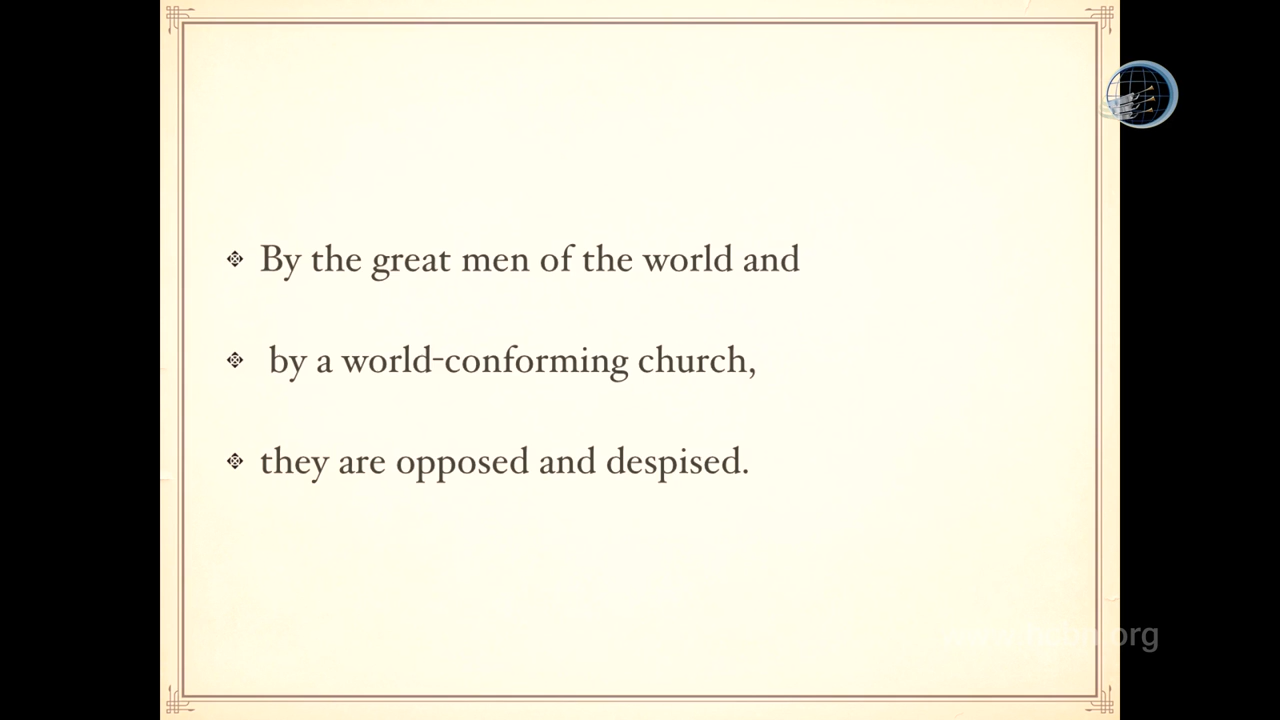 By the great men of the world and
by a world-conforming church,
they are opposed and despised.